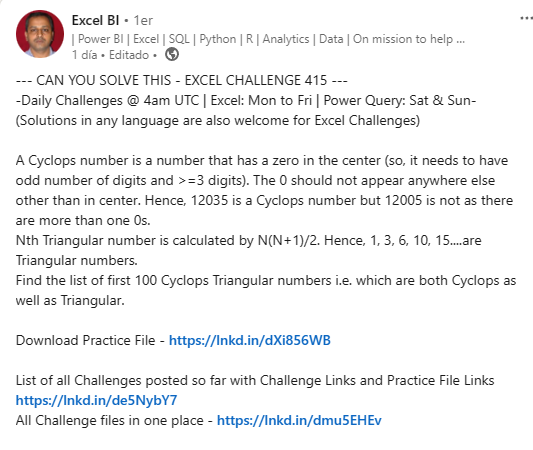 Excel BI • 1er
| Power BI | Excel | SQL | Python | R | Analytics | Data | On mission to help ...
1 día • Editado •
--- CAN YOU SOLVE THIS - EXCEL CHALLENGE 415 ---
-Daily Challenges @ 4am UTC | Excel: Mon to Fri | Power Query: Sat & Sun-
(Solutions in any language are also welcome for Excel Challenges)
A Cyclops number is a number that has a zero in the center (so, it needs to have
odd number of digits and >=3 digits). The 0 should not appear anywhere else
other than in center. Hence, 12035 is a Cyclops number but 12005 is not as there
are more than one 0s.
Nth Triangular number is calculated by N(N+1)/2. Hence, 1, 3, 6, 10, 15....are
Triangular numbers.
Find the list of first 100 Cyclops Triangular numbers i.e. which are both Cyclops as
well as Triangular.
Download Practice File - https://lnkd.in/dXi856WB
List of all Challenges posted so far with Challenge Links and Practice File Links
https://lnkd.in/de5NybY7
All Challenge files in one place - https://lnkd.in/dmu5EHEv